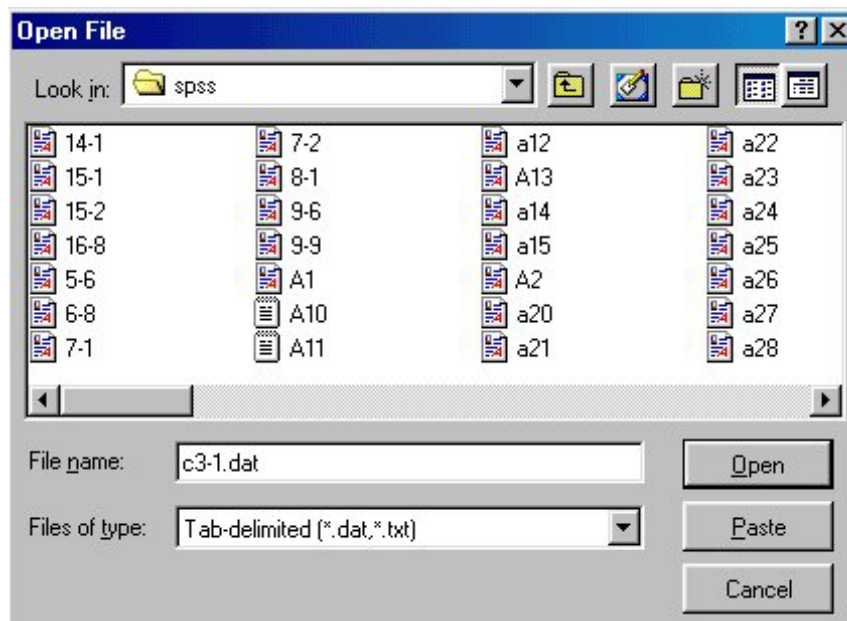 Open File
Look in: spss
14-1 7-2 a12 a22
15-1 8-1 A13 a23
15-2 9-6 a14 a24
16-8 9-9 a15 a25
5-6 A1 A2 a26
6-8 A10 a20 a27
7-1 A11 a21 a28
File name: c3-1.dat Open
Files of type: Tab-delimited (*.dat,*.txt) Paste
Cancel